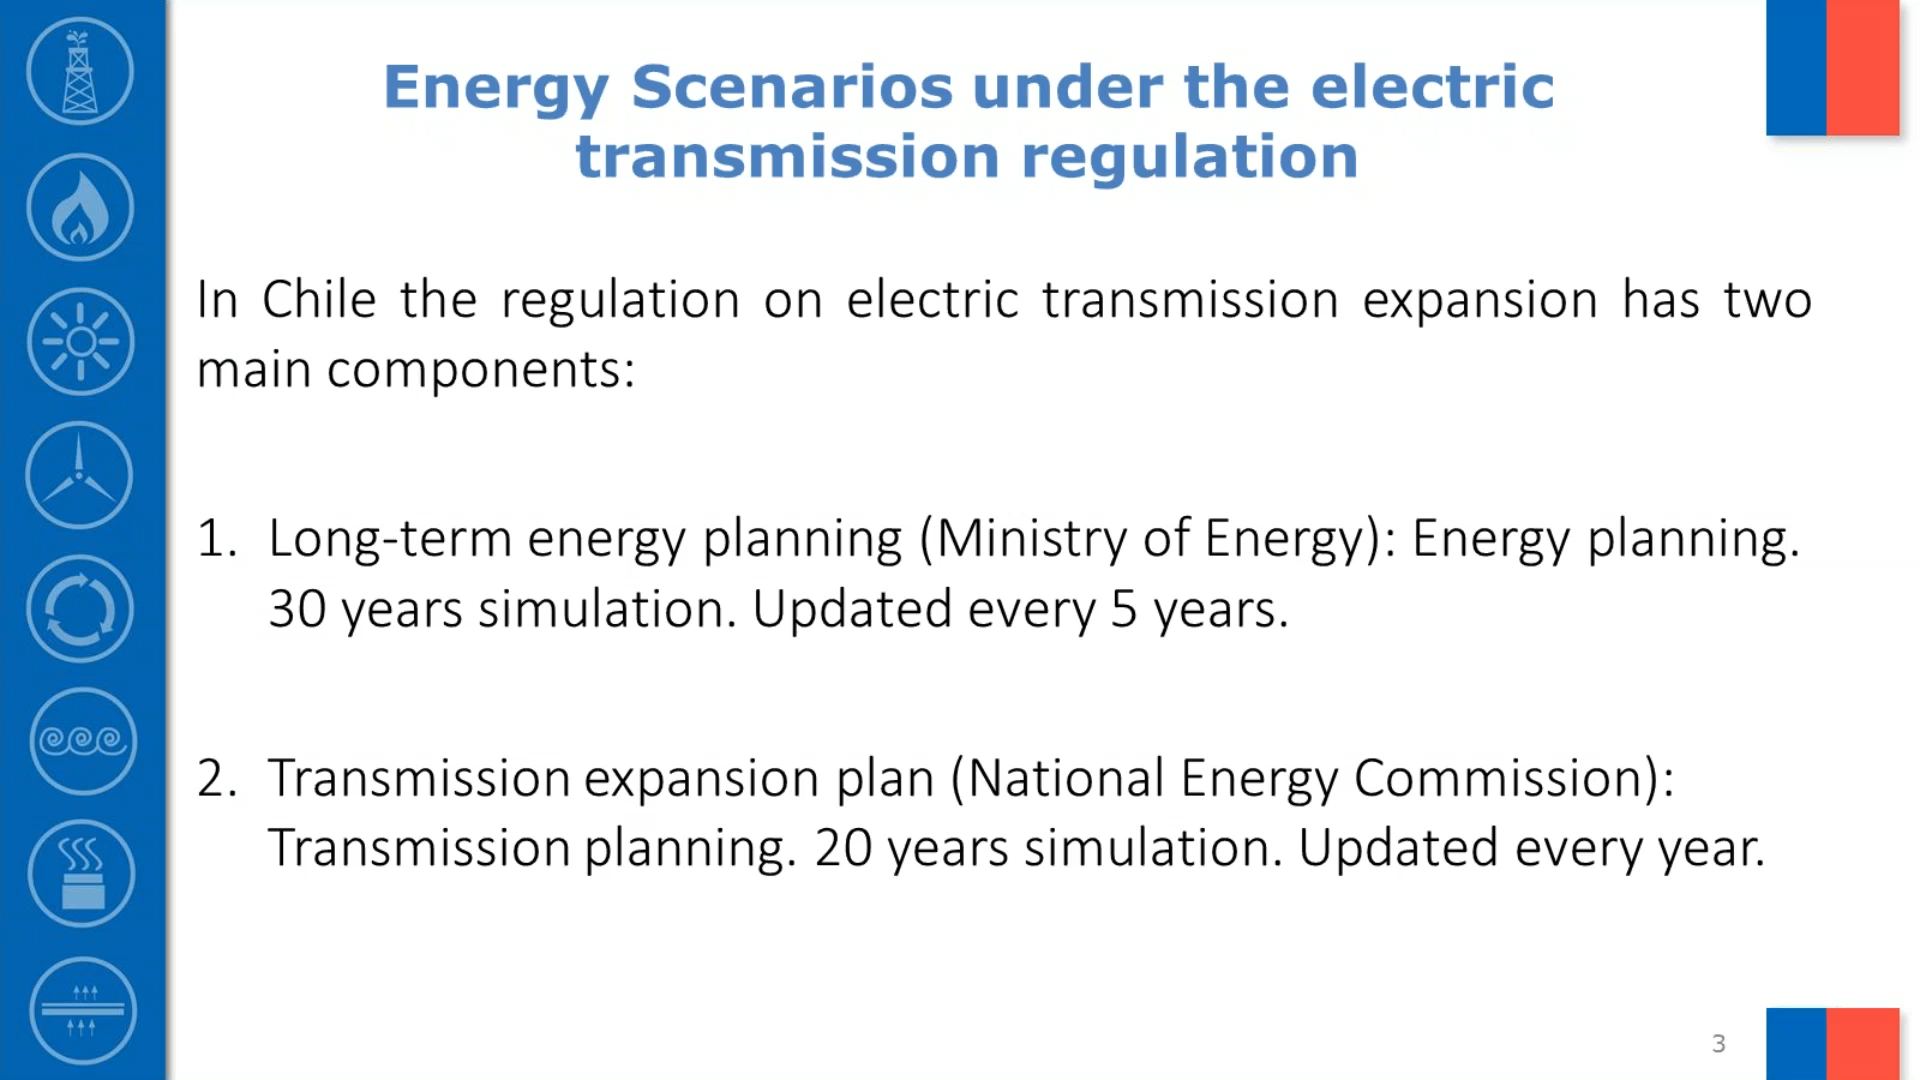 Energy Scenarios under the electric
transmission regulation
In Chile the regulation on electric transmission expansion has two
main components:
1. Long-term energy planning (Ministry of Energy): Energy planning.
30 years simulation. Updated every 5 years.
2. Transmission expansion plan (National Energy Commission):
Transmission planning. 20 years simulation. Updated every year.
3